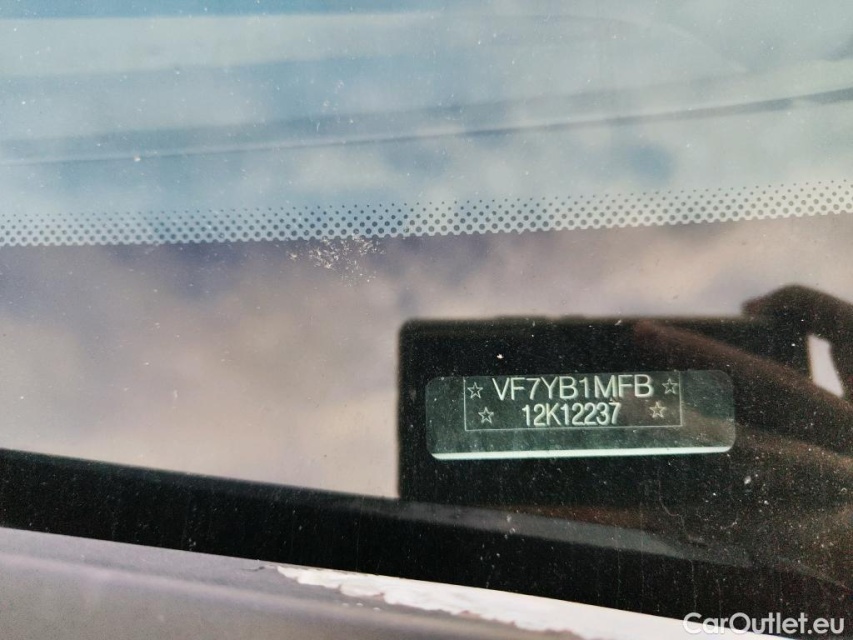 ☆ VF7YB1MFB ☆
☆ 12K12237 ☆
CarOutlet.eu